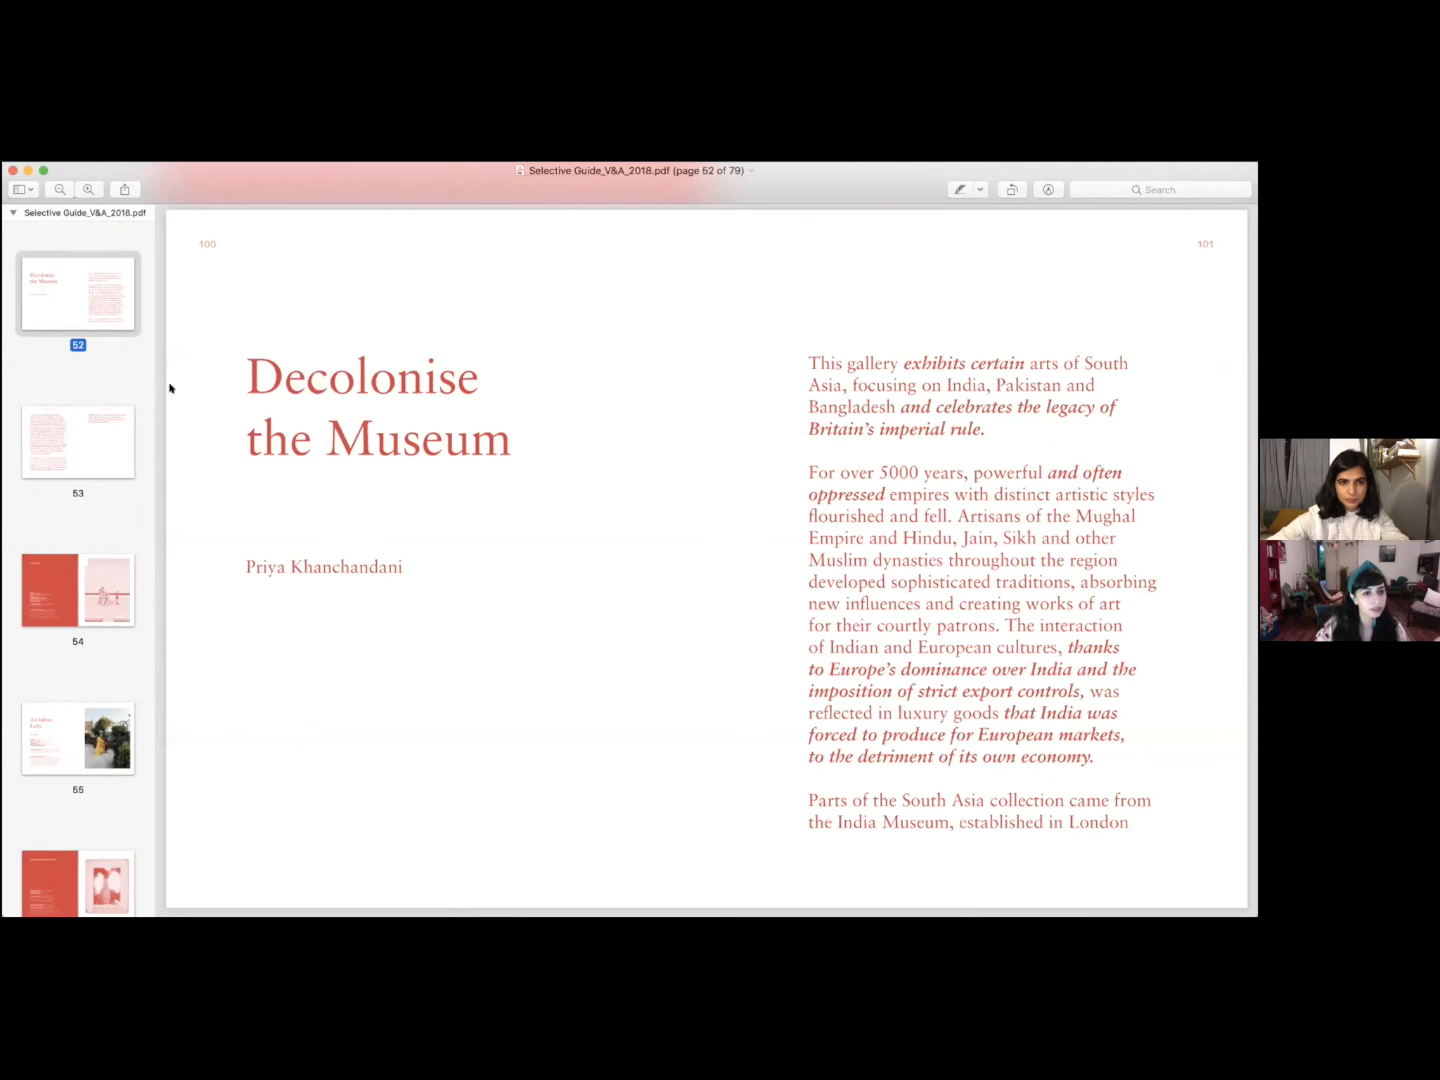 Selective Guide_V&A_2018.pdf (page 52 of 79)
Search
Selective Guide_V&A_2018.pdf
Decolonise
the Museum
52
53
54
An Indian
Lady
55
100
101
Decolonise
the Museum
Priya Khanchandani
This gallery exhibits certain arts of South
Asia, focusing on India, Pakistan and
Bangladesh and celebrates the legacy of
Britain’s imperial rule.
For over 5000 years, powerful and often
oppressed empires with distinct artistic styles
flourished and fell. Artisans of the Mughal
Empire and Hindu, Jain, Sikh and other
Muslim dynasties throughout the region
developed sophisticated traditions, absorbing
new influences and creating works of art
for their courtly patrons. The interaction
of Indian and European cultures, thanks
to Europe’s dominance over India and the
imposition of strict export controls, was
reflected in luxury goods that India was
forced to produce for European markets,
to the detriment of its own economy.
Parts of the South Asia collection came from
the India Museum, established in London